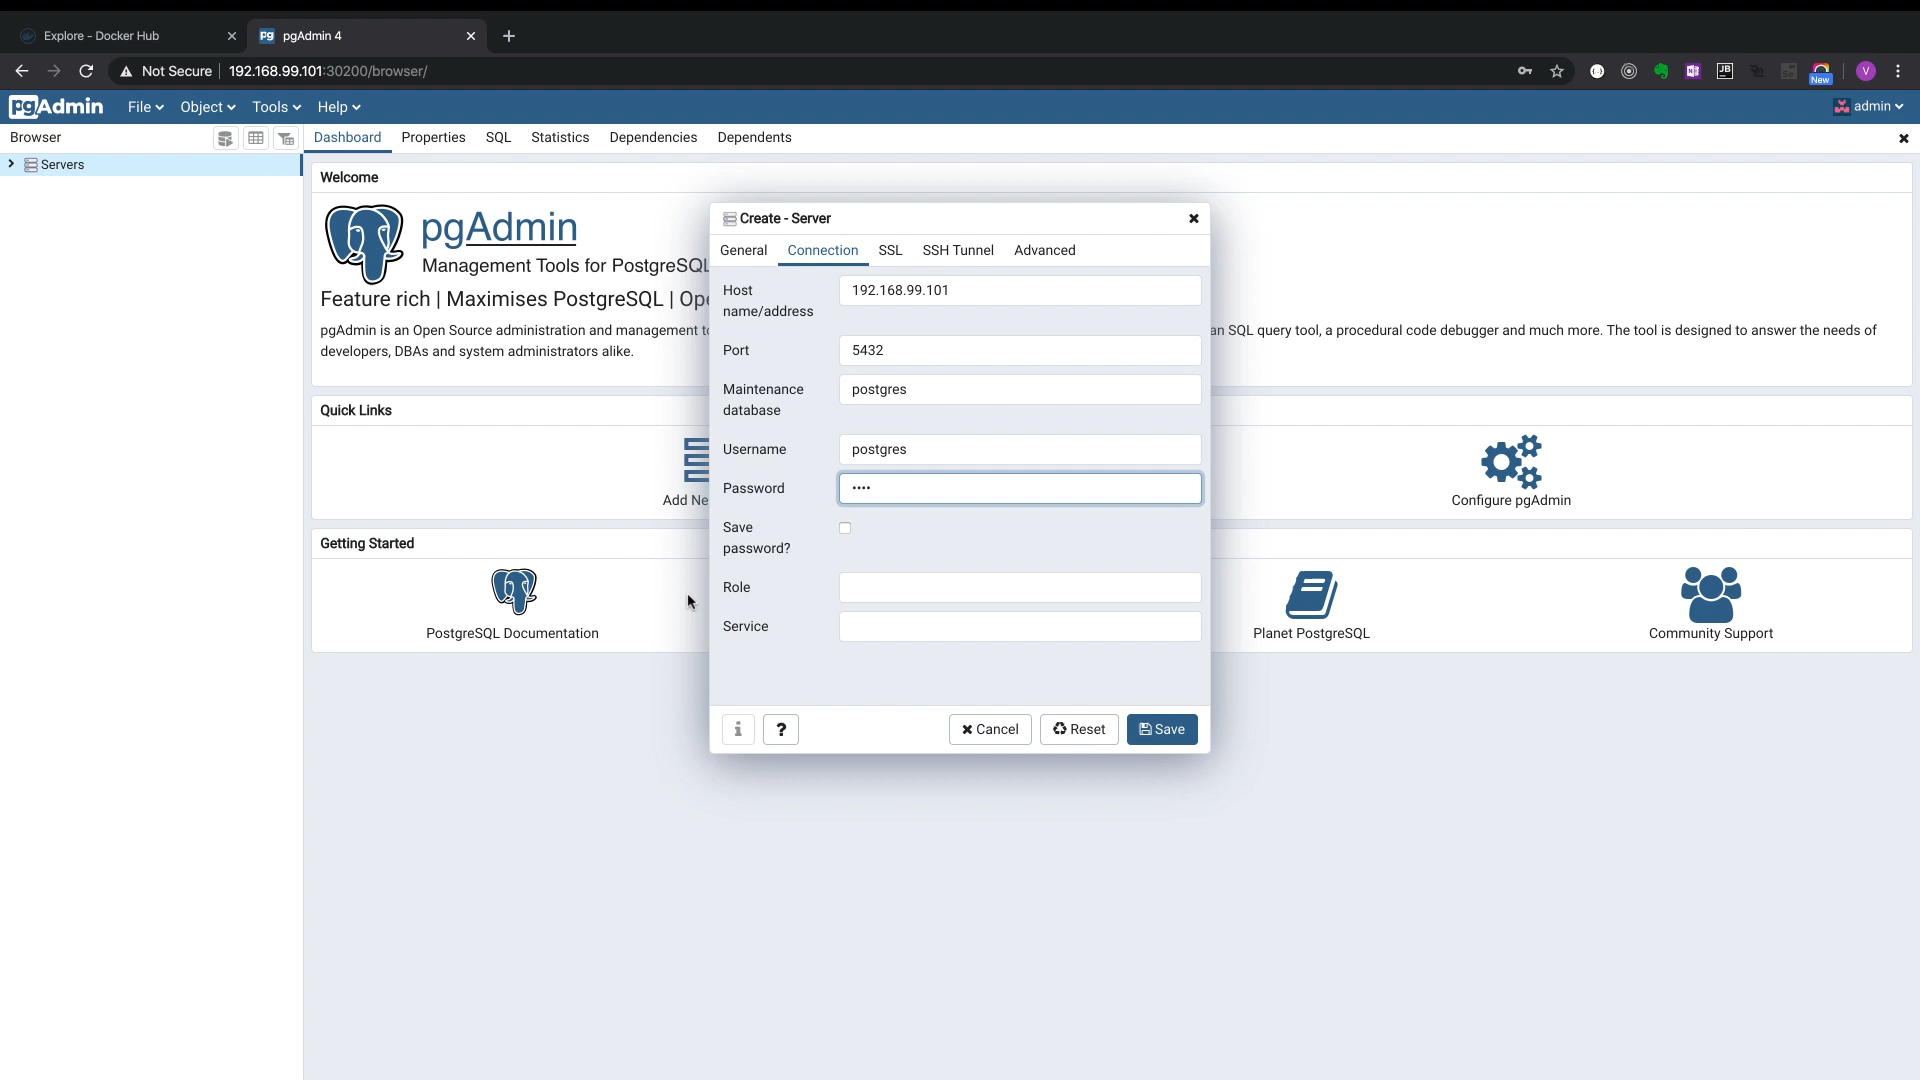 Explore - Docker Hub
pgAdmin 4
Not Secure
192.168.99.101:30200/browser/
New
V
pgAdmin
File
Object
Tools
Help
admin
Browser
Dashboard
Properties
SQL
Statistics
Dependencies
Dependents
Servers
Welcome
pgAdmin
Management Tools for PostgreSQL
Feature rich | Maximises PostgreSQL | Ope
pgAdmin is an Open Source administration and management to
an SQL query tool, a procedural code debugger and much more. The tool is designed to answer the needs of
developers, DBAs and system administrators alike.
Quick Links
Add Ne
Configure pgAdmin
Getting Started
PostgreSQL Documentation
Planet PostgreSQL
Community Support
Create - Server
General
Connection
SSL
SSH Tunnel
Advanced
Host
name/address
192.168.99.101
Port
5432
Maintenance
database
postgres
Username
postgres
Password
••••
Save
password?
Role
Service
i
?
Cancel
Reset
Save